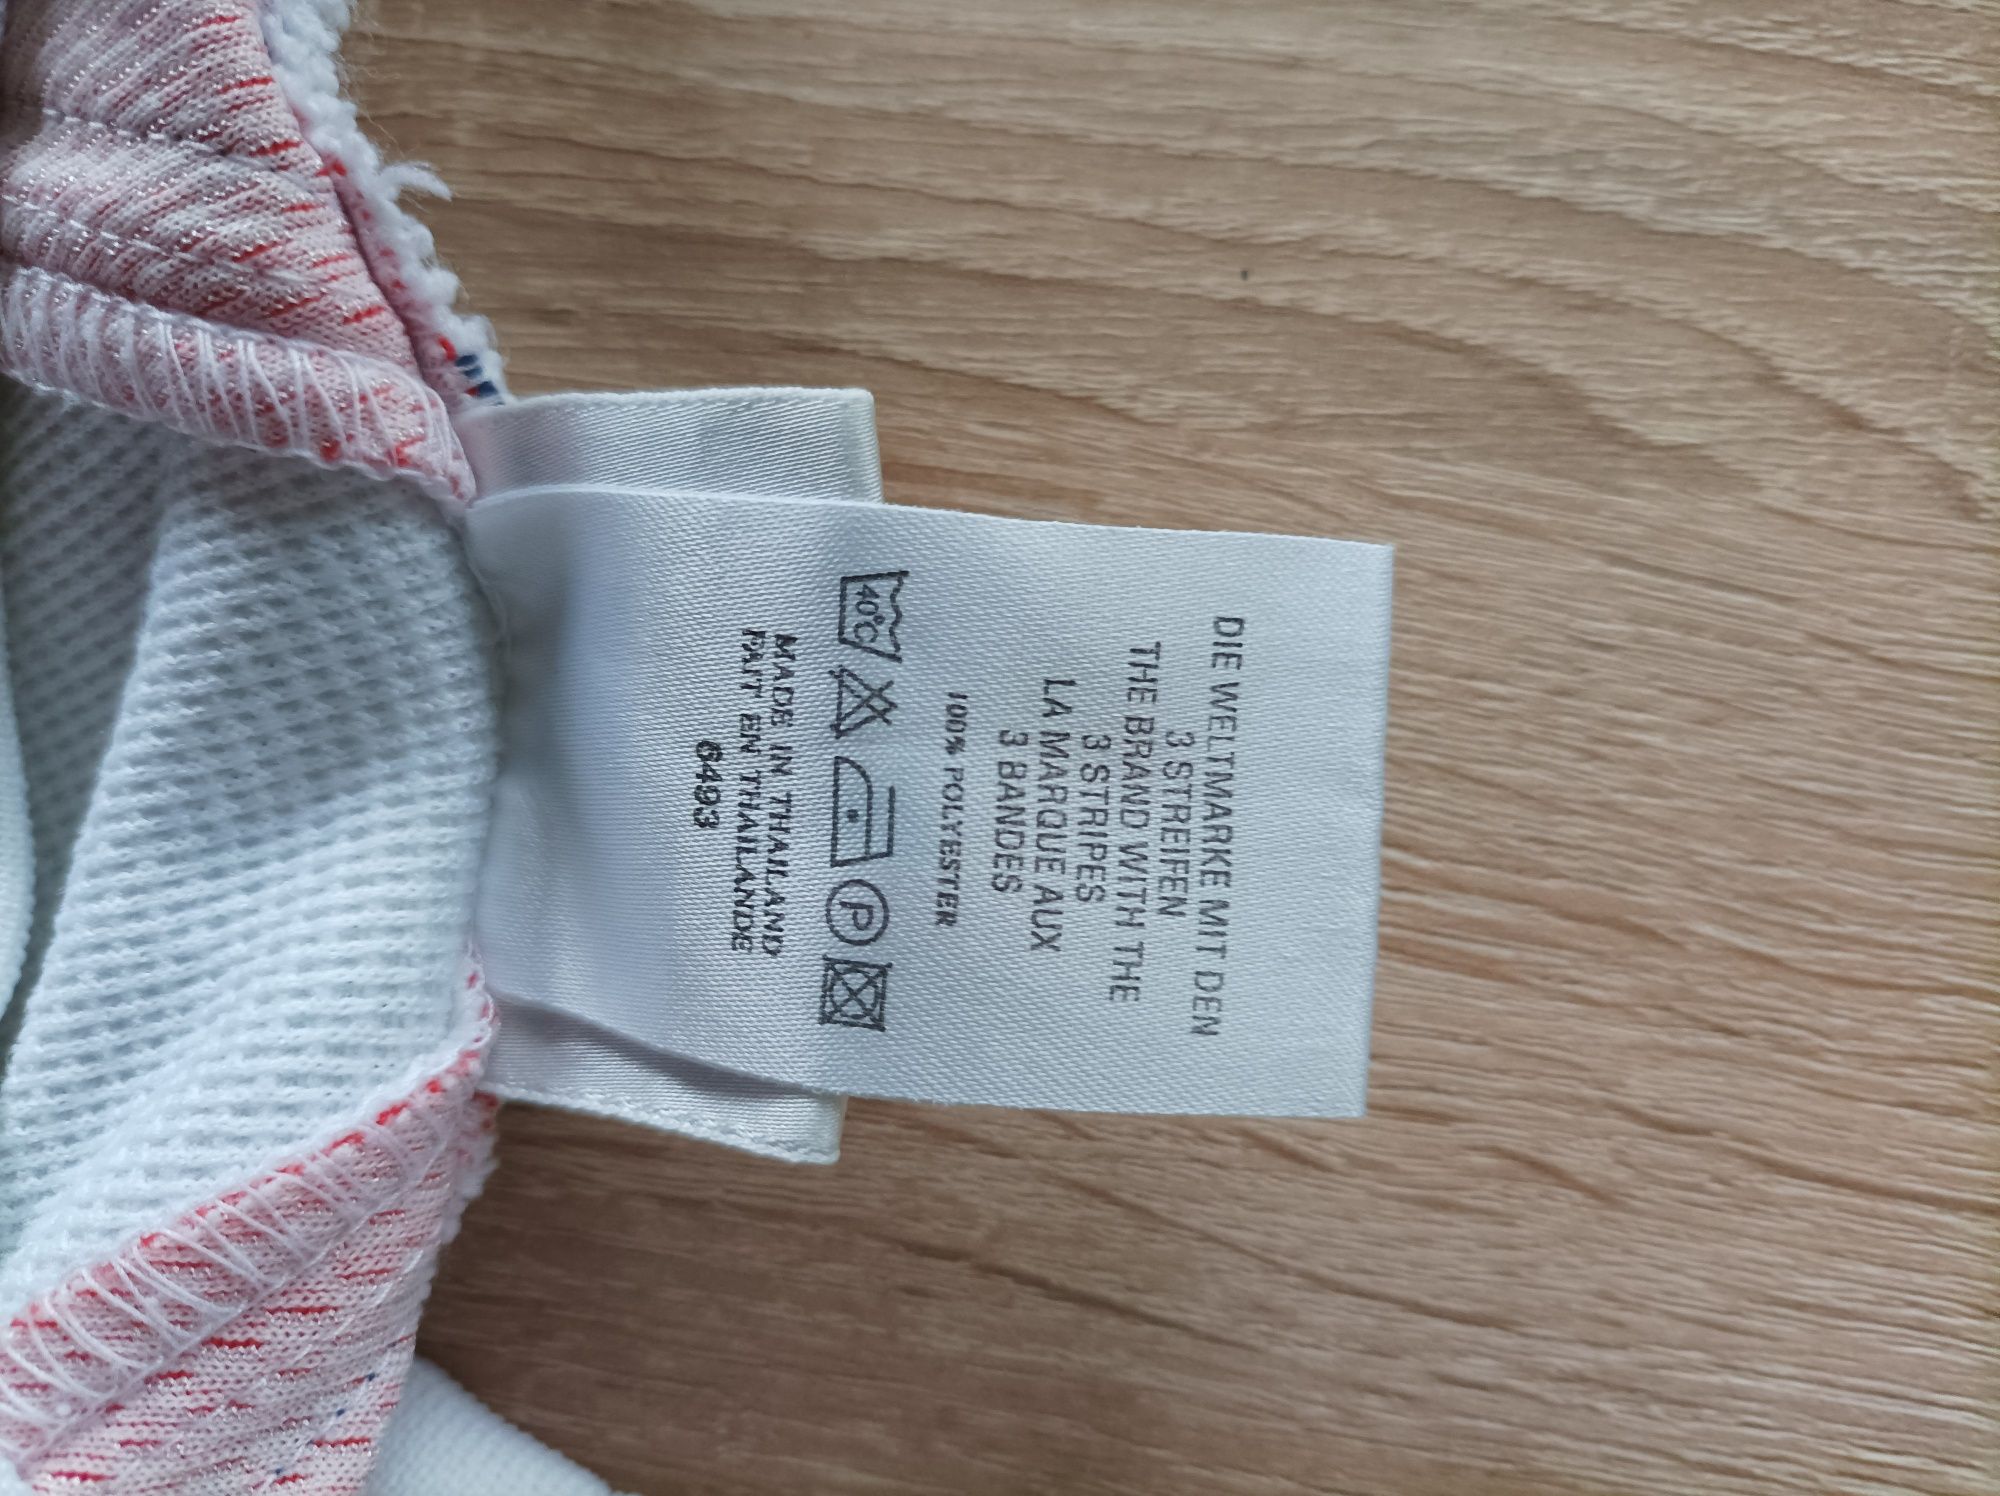 DIE WELTMARKE MIT DEN
3 STREIFEN
THE BRAND WITH THE
3 STRIPES
LA MARQUE AUX
3 BANDES
100% POLYESTER
40°C P
MADE IN THAILAND
FAIT EN THAILANDE
6493